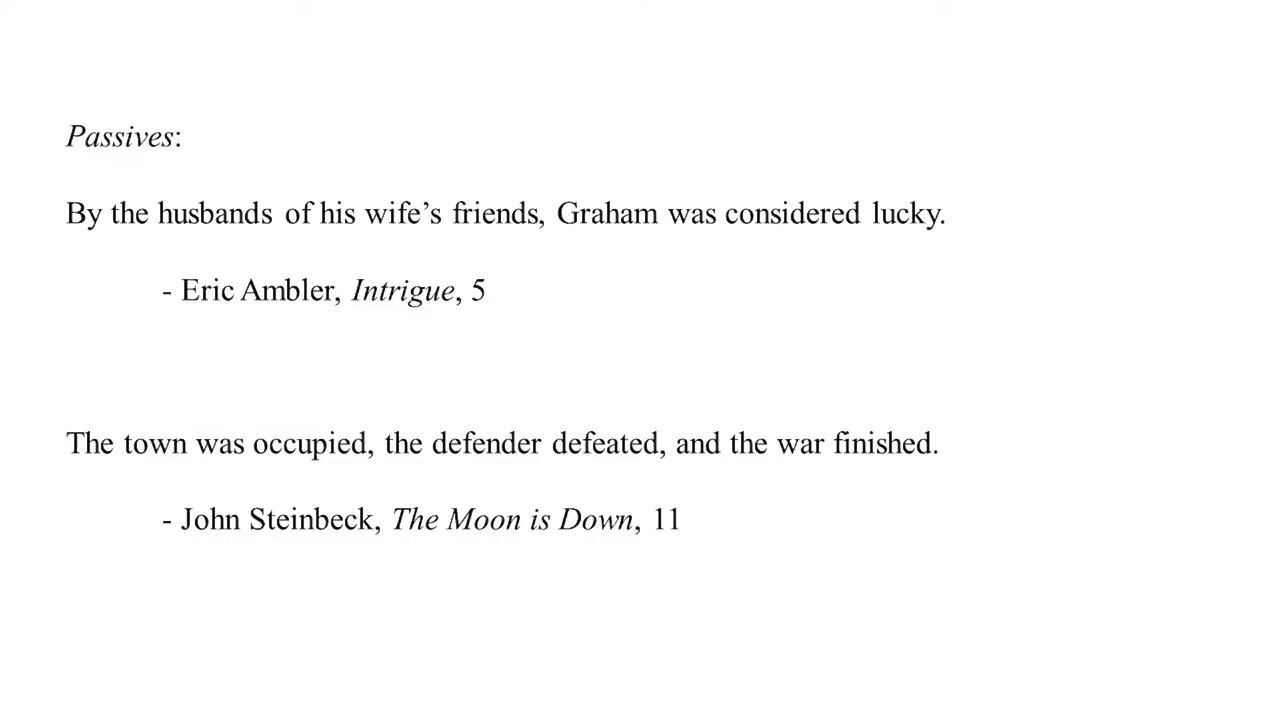 Passives:
By the husbands of his wife’s friends, Graham was considered lucky.
- Eric Ambler, Intrigue, 5
The town was occupied, the defender defeated, and the war finished.
- John Steinbeck, The Moon is Down, 11